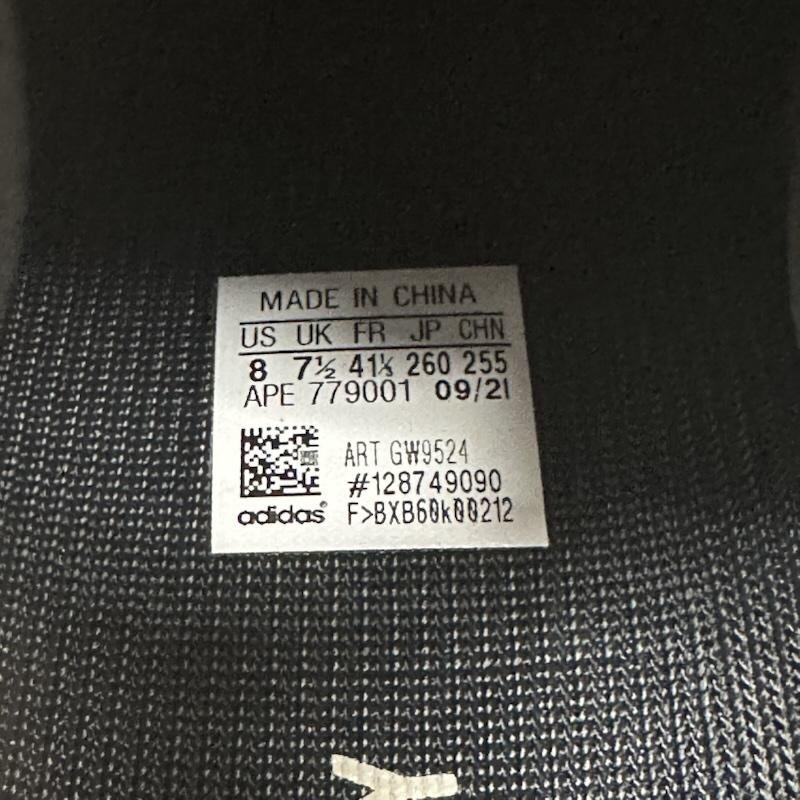 MADE IN CHINA
US UK FR JP CHN
8 7½ 41⅓ 260 255
APE 779001 09/21
ART GW9524
#128749090
adidas® F>BXB60k00212
Y